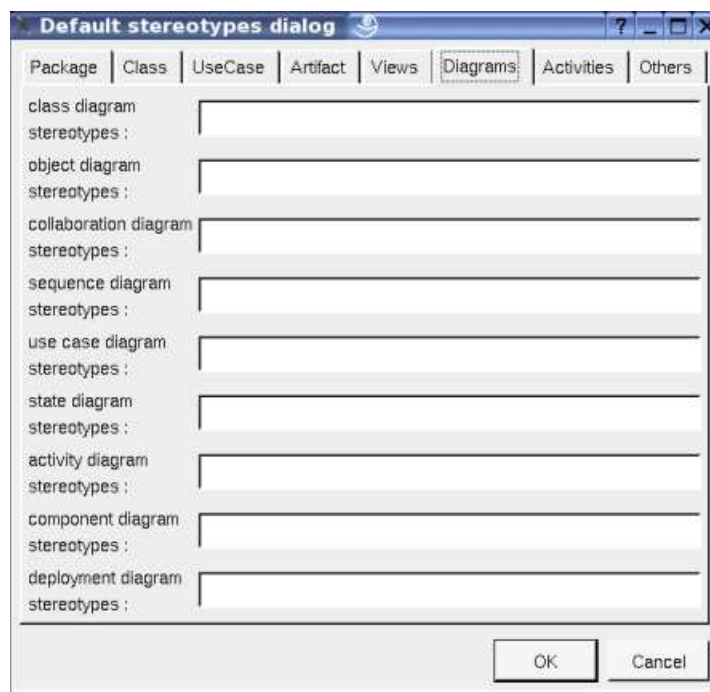 Default stereotypes dialog ? _
Package Class UseCase Artifact Views Diagrams Activities Others
class diagram
stereotypes :
object diagram
stereotypes :
collaboration diagram
stereotypes :
sequence diagram
stereotypes :
use case diagram
stereotypes :
state diagram
stereotypes :
activity diagram
stereotypes :
component diagram
stereotypes :
deployment diagram
stereotypes :
OK Cancel